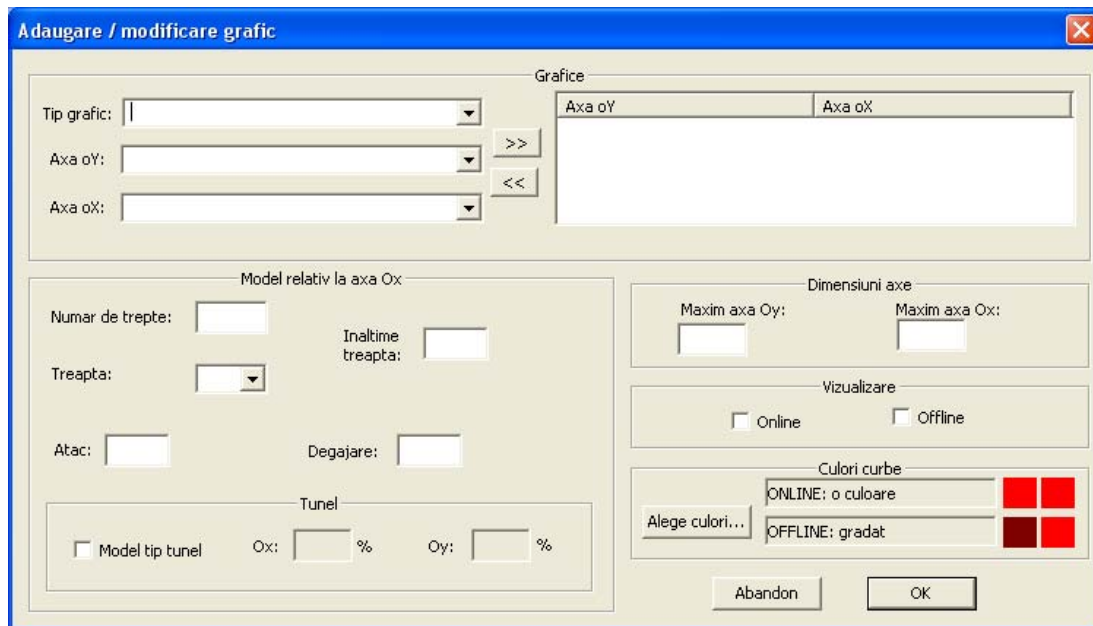 Adaugare / modificare grafic
Grafice
Tip grafic:
Axa oY:
Axa oX:
>>
<<
Axa oY Axa oX
Model relativ la axa Ox
Numar de trepte:
Inaltime
treapta:
Treapta:
Atac:
Degajare:
Tunel
Model tip tunel
Ox: %
Oy: %
Dimensiuni axe
Maxim axa Oy:
Maxim axa Ox:
Vizualizare
Online
Offline
Culori curbe
Alege culori...
ONLINE: o culoare
OFFLINE: gradat
Abandon
OK